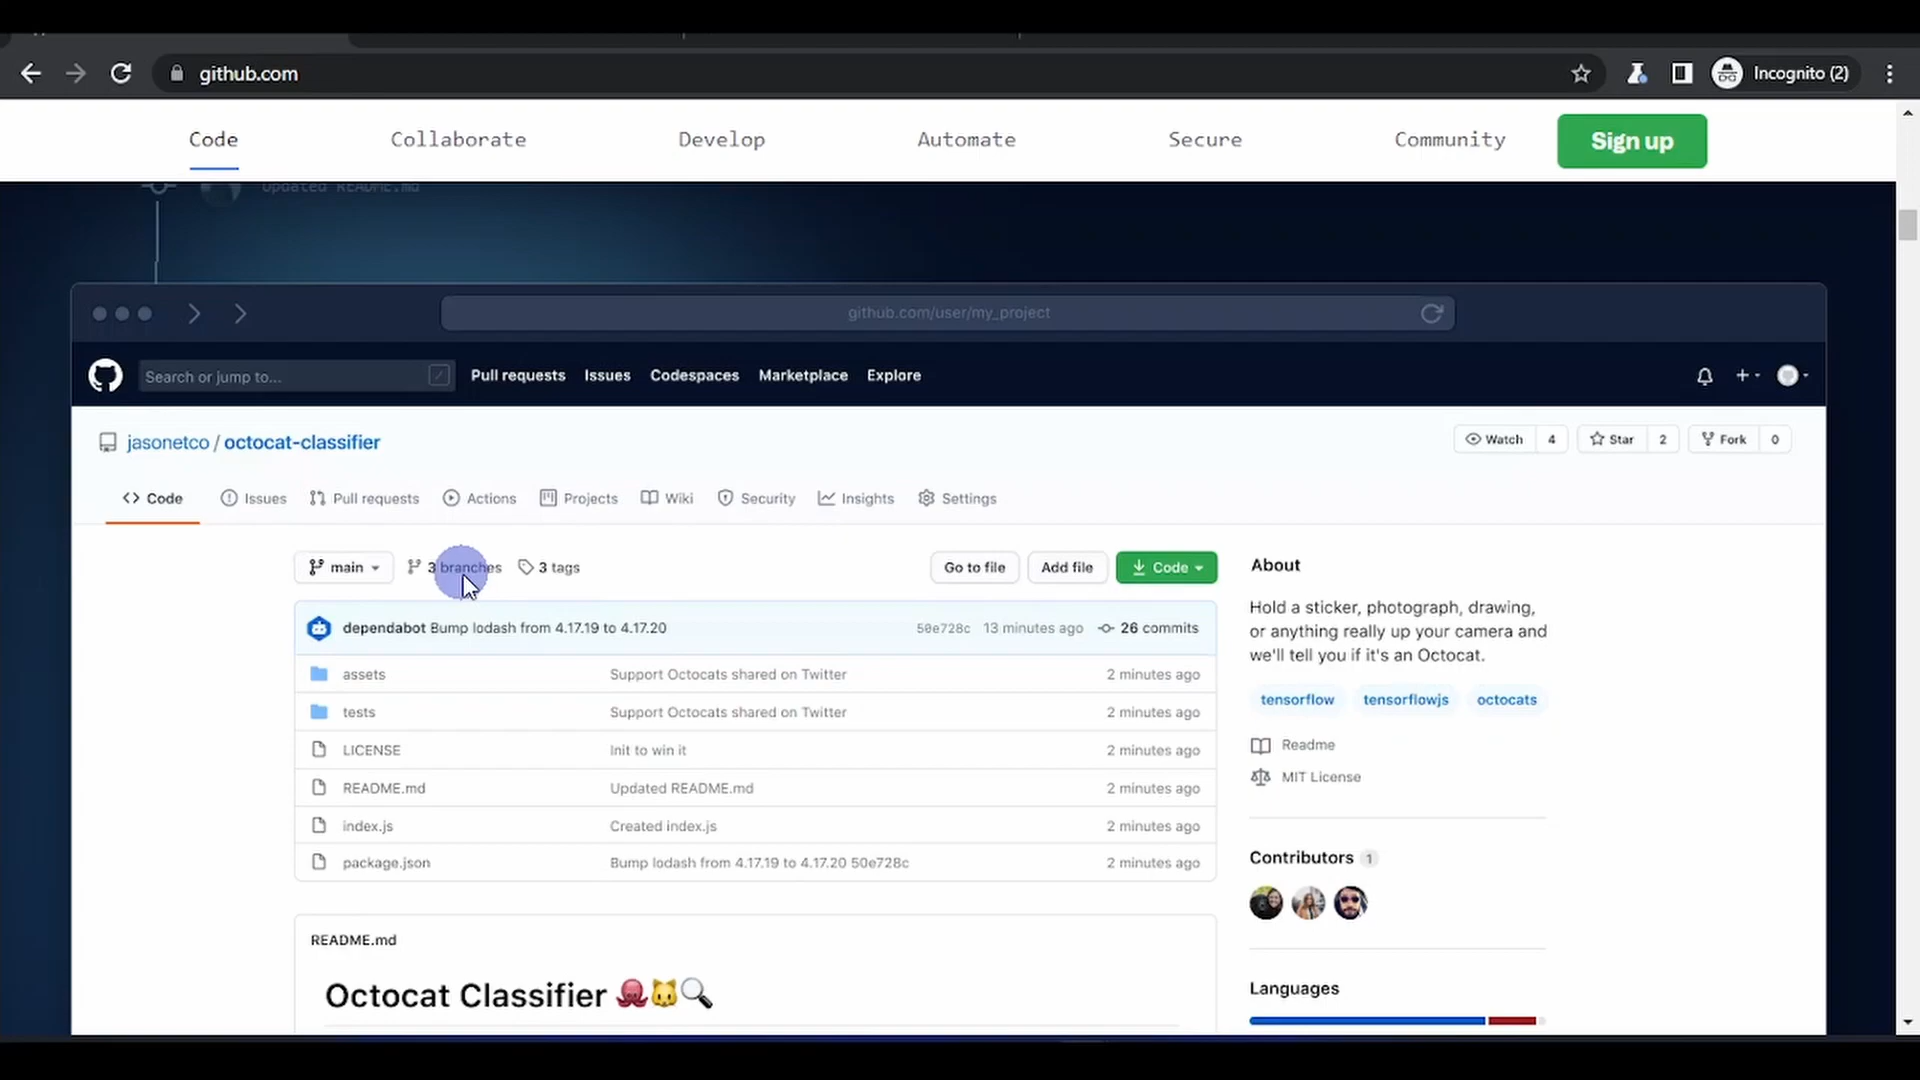 github.com
Incognito (2)
Code Collaborate Develop Automate Secure Community Sign up
Updated README.md
github.com/user/my_project
Search or jump to... / Pull requests Issues Codespaces Marketplace Explore
jasonetco / octocat-classifier
Watch 4 Star 2 Fork 0
Code Issues Pull requests Actions Projects Wiki Security Insights Settings
main 3 branches 3 tags Go to file Add file Code
dependabot Bump lodash from 4.17.19 to 4.17.20 50e728c 13 minutes ago 26 commits
assets Support Octocats shared on Twitter 2 minutes ago
tests Support Octocats shared on Twitter 2 minutes ago
LICENSE Init to win it 2 minutes ago
README.md Updated README.md 2 minutes ago
index.js Created index.js 2 minutes ago
package.json Bump lodash from 4.17.19 to 4.17.20 50e728c 2 minutes ago
README.md
Octocat Classifier 🐙🐱🔍
About
Hold a sticker, photograph, drawing,
or anything really up your camera and
we'll tell you if it's an Octocat.
tensorflow tensorflowjs octocats
Readme
MIT License
Contributors 1
Languages